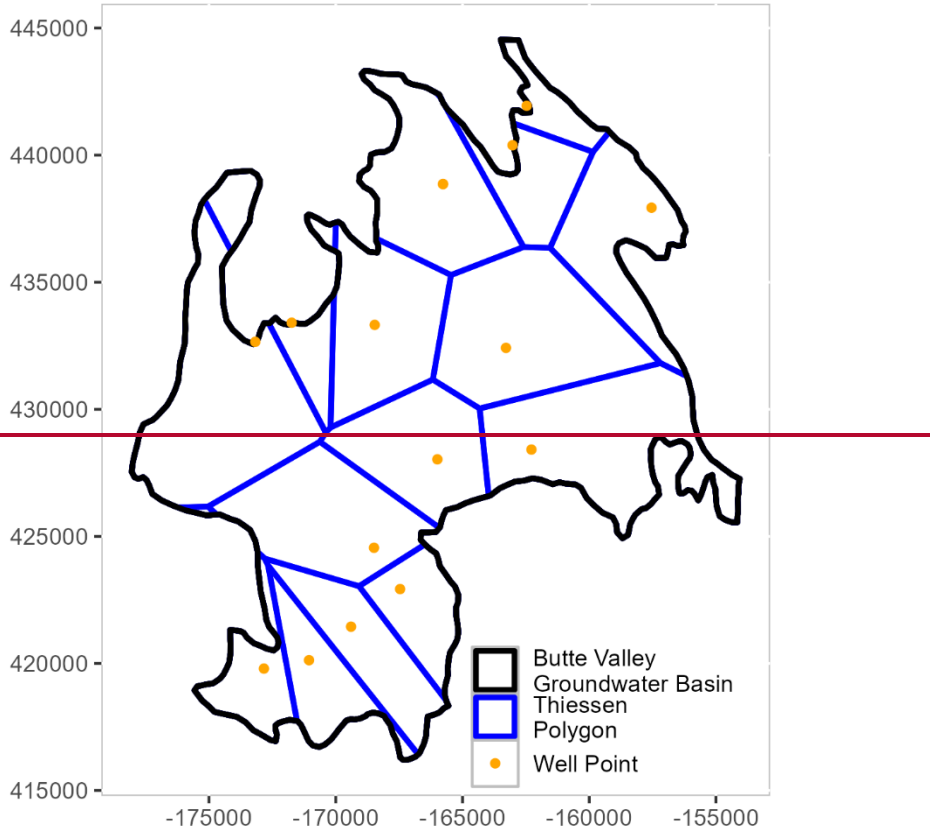 445000
440000
435000
430000
425000
420000
415000
Butte Valley
Groundwater Basin
Thiessen
Polygon
Well Point
-175000 -170000 -165000 -160000 -155000